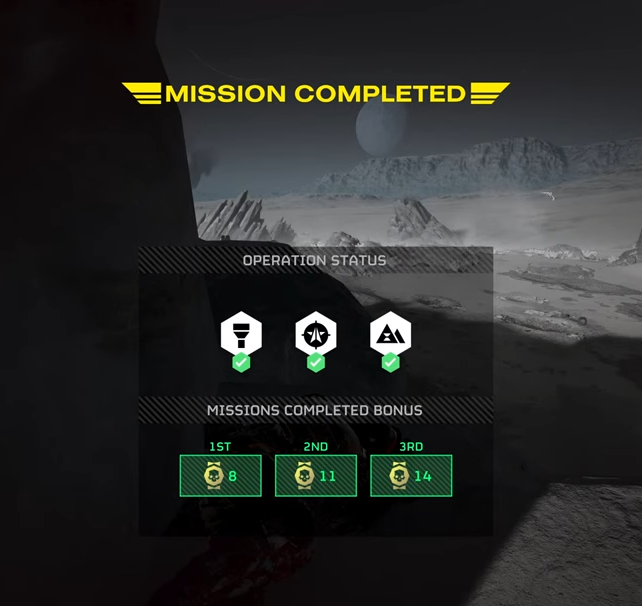 MISSION COMPLETED
OPERATION STATUS
MISSIONS COMPLETED BONUS
1ST 2ND 3RD
8 11 14